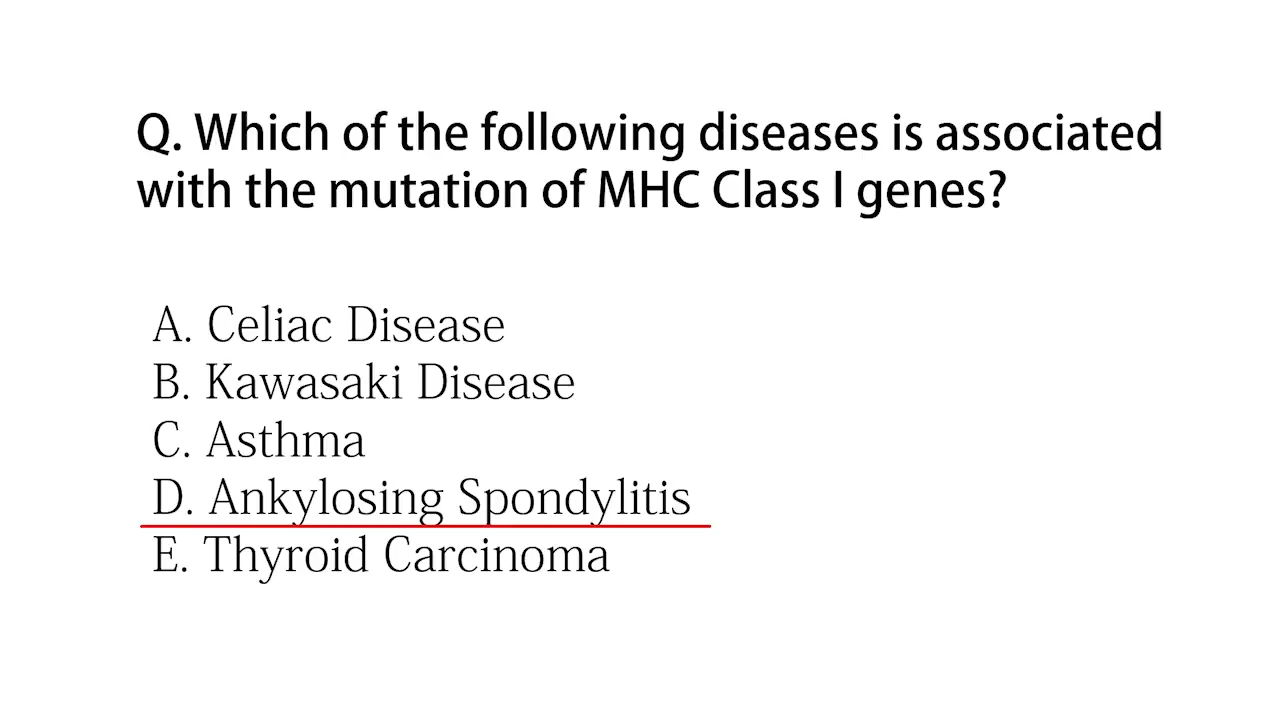 Q. Which of the following diseases is associated
with the mutation of MHC Class I genes?
A. Celiac Disease
B. Kawasaki Disease
C. Asthma
D. Ankylosing Spondylitis
E. Thyroid Carcinoma